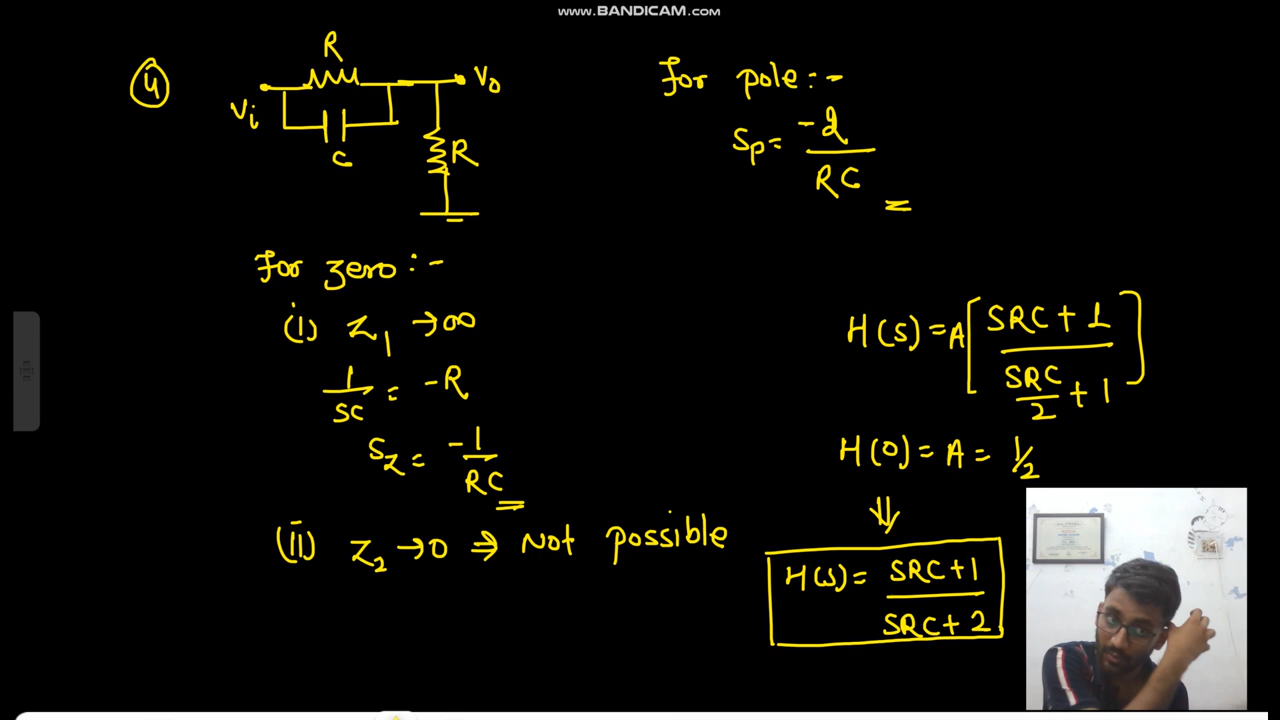 www.BANDICAM.com
(4)
R
Vi
Vo
C
R
For zero :-
(i) Z1 → ∞
1/SC = -R
Sz = -1/RC
(ii) Z2 → 0 ⇒ Not possible
For pole :-
Sp = -2/RC
H(s) = A[(SRC + 1)/(SRC/2 + 1)]
H(0) = A = 1/2
⇓
H(s) = (SRC+1)/(SRC+2)